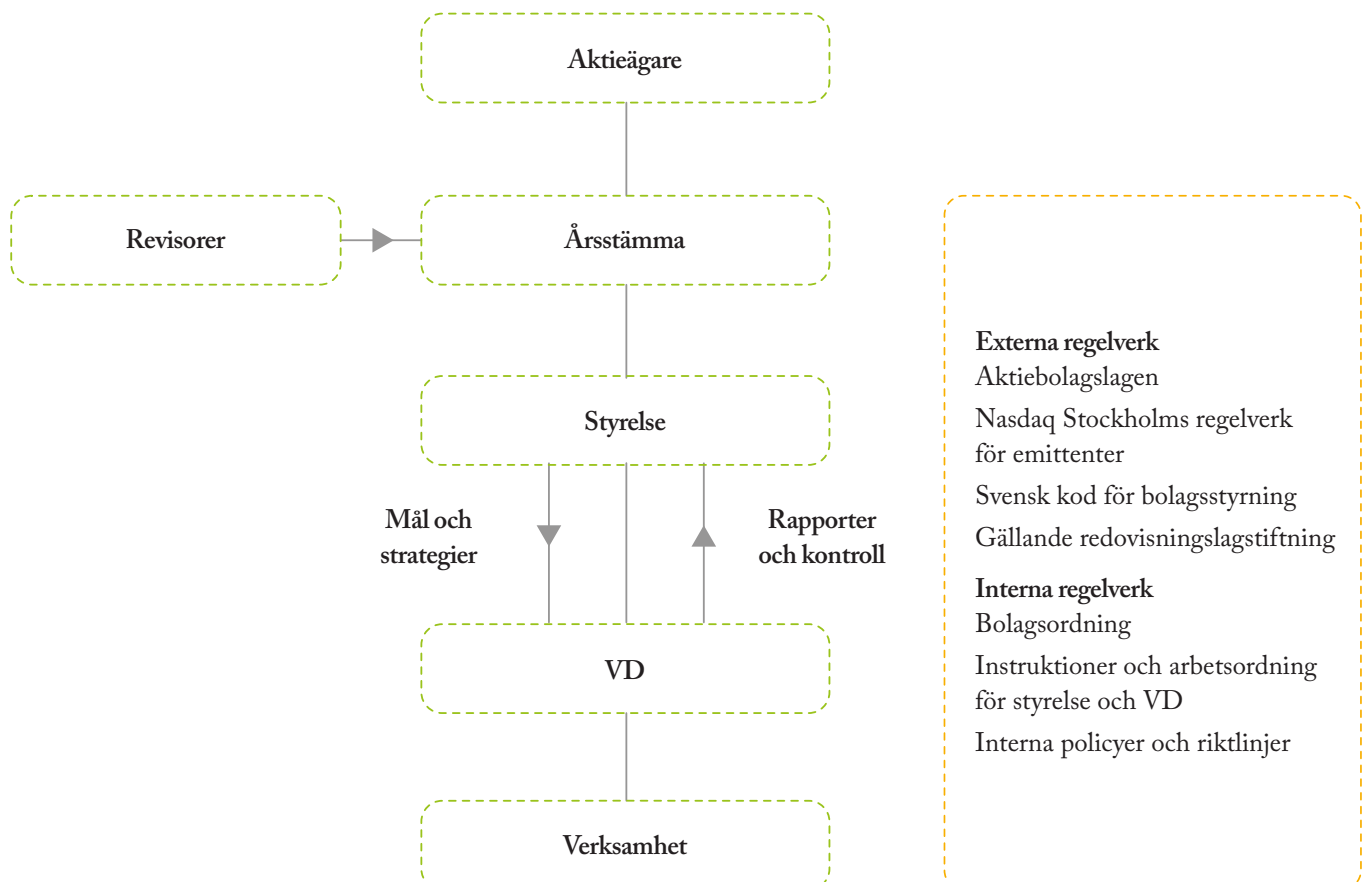 Aktieägare
Revisorer
Årsstämma
Styrelse
Mål och
strategier
Rapporter
och kontroll
VD
Verksamhet
Externa regelverk
Aktiebolagslagen
Nasdaq Stockholms regelverk
för emittenter
Svensk kod för bolagsstyrning
Gällande redovisningslagstiftning
Interna regelverk
Bolagsordning
Instruktioner och arbetsordning
för styrelse och VD
Interna policyer och riktlinjer